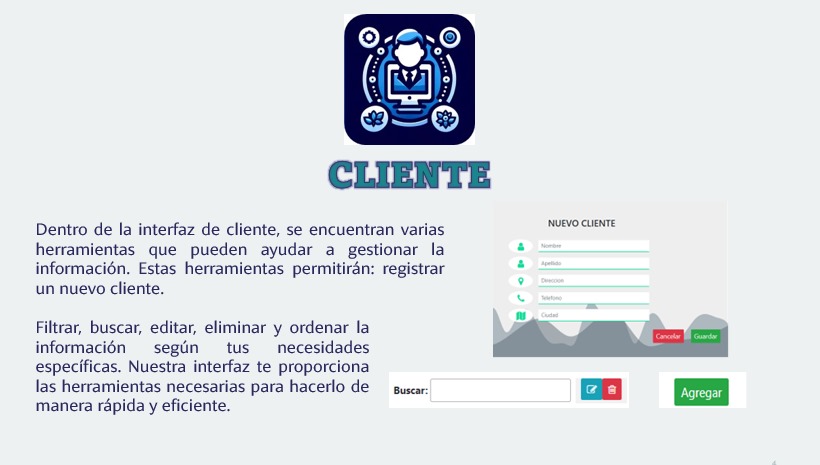 CLIENTE
Dentro de la interfaz de cliente, se encuentran varias
herramientas que pueden ayudar a gestionar la
información. Estas herramientas permitirán: registrar
un nuevo cliente.
Filtrar, buscar, editar, eliminar y ordenar la
información según tus necesidades
específicas. Nuestra interfaz te proporciona
las herramientas necesarias para hacerlo de
manera rápida y eficiente.
NUEVO CLIENTE
Nombre
Apellido
Direccion
Telefono
Ciudad
Cancelar Guardar
Buscar:
Agregar